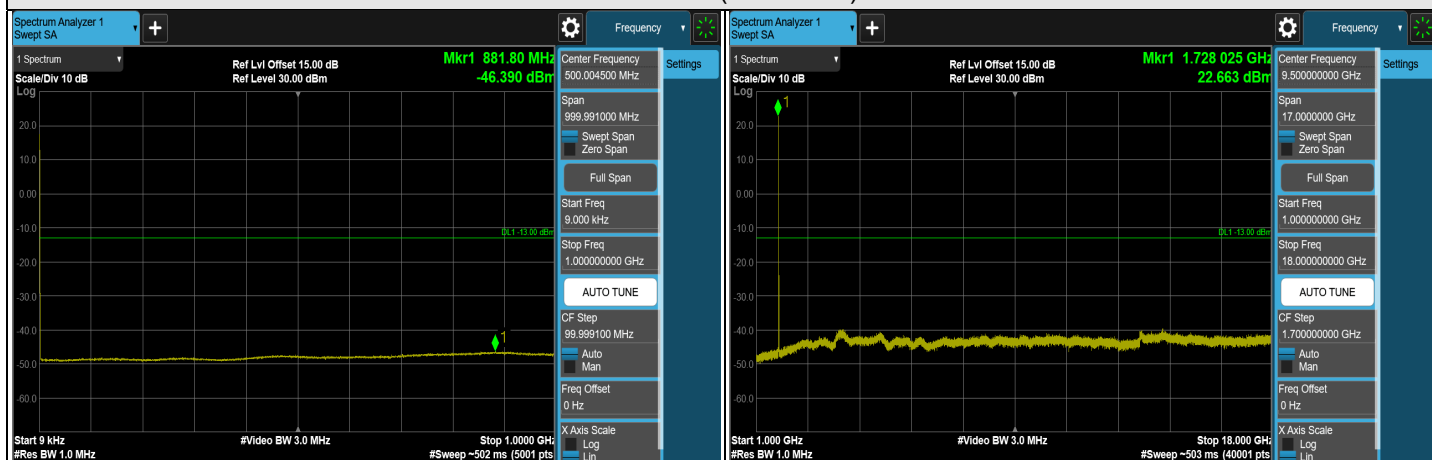 Spectrum Analyzer 1
Swept SA
+
Frequency
1 Spectrum
Scale/Div 10 dB
Log
Ref Lvl Offset 15.00 dB
Ref Level 30.00 dBm
Mkr1 881.80 MHz
-46.390 dBm
20.0
10.0
0.00
-10.0
-20.0
-30.0
-40.0
-50.0
-60.0
DL1 -13.00 dBm
1
Start 9 kHz
#Res BW 1.0 MHz
#Video BW 3.0 MHz
Stop 1.0000 GHz
#Sweep ~502 ms (5001 pts)
Center Frequency
500.004500 MHz
Span
999.991000 MHz
Swept Span
Zero Span
Full Span
Start Freq
9.000 kHz
Stop Freq
1.000000000 GHz
AUTO TUNE
CF Step
99.999100 MHz
Auto
Man
Freq Offset
0 Hz
X Axis Scale
Log
Lin
Settings
Spectrum Analyzer 1
Swept SA
+
Frequency
1 Spectrum
Scale/Div 10 dB
Log
Ref Lvl Offset 15.00 dB
Ref Level 30.00 dBm
Mkr1 1.728 025 GHz
22.663 dBm
1
20.0
10.0
0.00
-10.0
-20.0
-30.0
-40.0
-50.0
-60.0
DL1 -13.00 dBm
Start 1.000 GHz
#Res BW 1.0 MHz
#Video BW 3.0 MHz
Stop 18.000 GHz
#Sweep ~503 ms (40001 pts)
Center Frequency
9.500000000 GHz
Span
17.0000000 GHz
Swept Span
Zero Span
Full Span
Start Freq
1.000000000 GHz
Stop Freq
18.000000000 GHz
AUTO TUNE
CF Step
1.700000000 GHz
Auto
Man
Freq Offset
0 Hz
X Axis Scale
Log
Lin
Settings